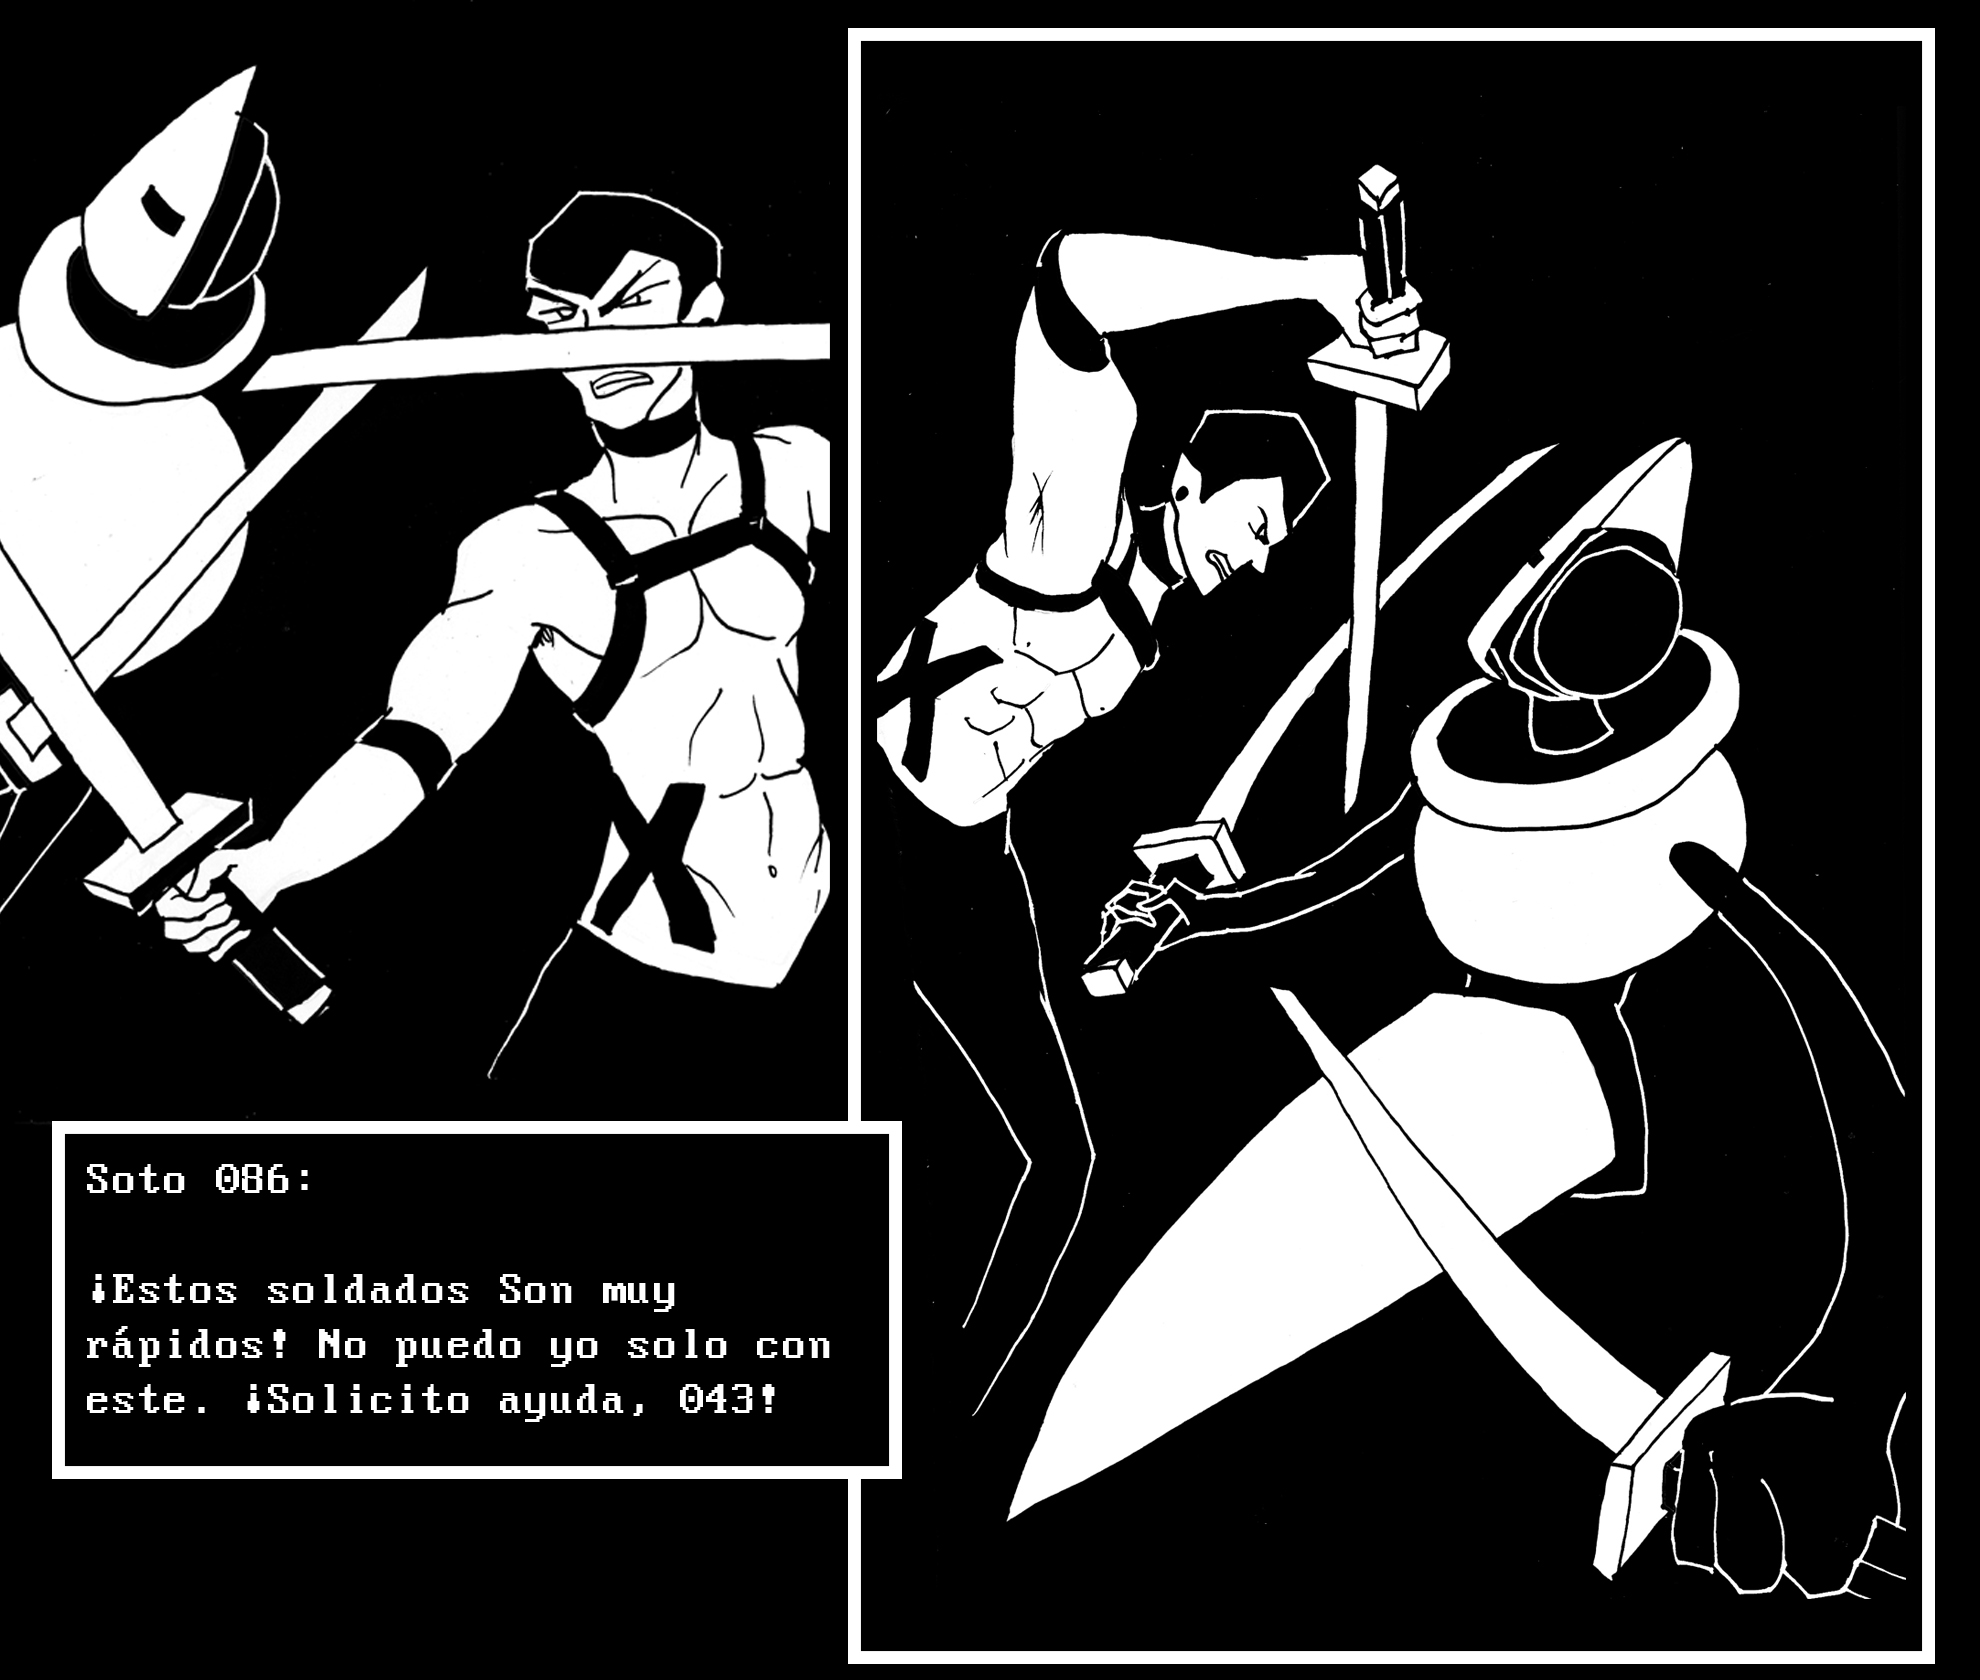 Soto 086:
¡Estos soldados Son muy
rápidos! No puedo yo solo con
este. ¡Solicito ayuda, 043!